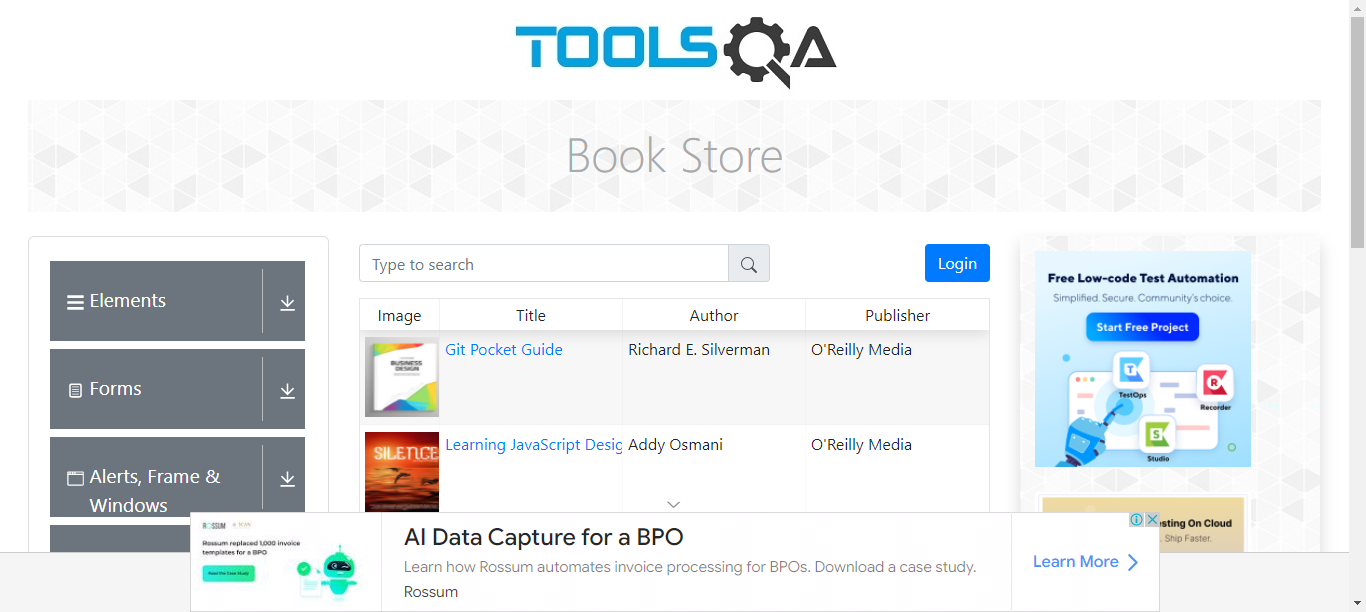 TOOLSQA
Book Store
Elements
Forms
Alerts, Frame &
Windows
Type to search
Login
Image Title Author Publisher
BUSINESS
DESIGN
Git Pocket Guide Richard E. Silverman O'Reilly Media
SILENCE
Learning JavaScript Desig Addy Osmani O'Reilly Media
Free Low-code Test Automation
Simplified. Secure. Community's choice.
Start Free Project
TestOps
Recorder
Studio
sting On Cloud
. Ship Faster.
ROSSUM
Rossum replaced 1,000 invoice
templates for a BPO
Read the Case Study
AI Data Capture for a BPO
Learn how Rossum automates invoice processing for BPOs. Download a case study.
Rossum
Learn More